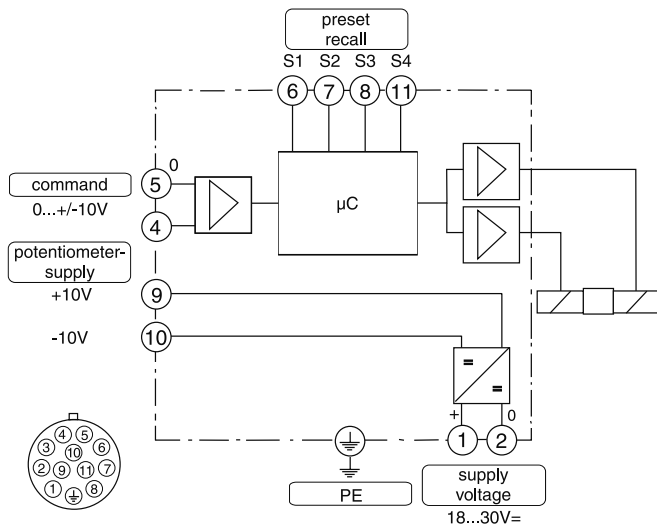 preset
recall
S1 S2 S3 S4
6 7 8 11
0
5
command
0...+/-10V
4
µC
potentiometer-
supply
+10V
9
-10V
10
=
=
+ 0
1 2
supply
voltage
18...30V=
PE
4 5
3 10 6
2 9 11 7
1 8